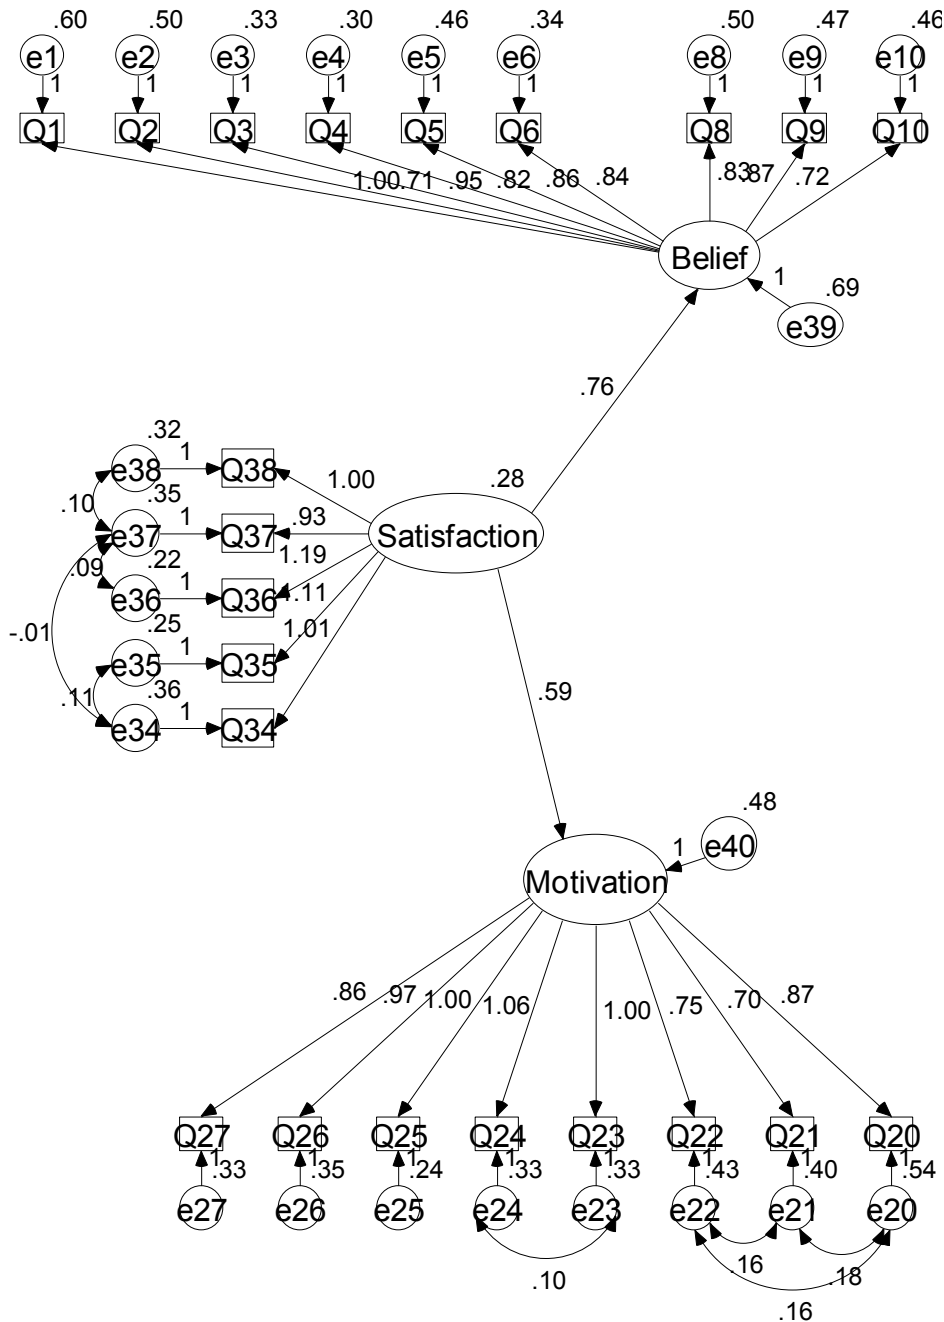 .60 .50 .33 .30 .46 .34 .50 .47 .46
e1 e2 e3 e4 e5 e6 e8 e9 e10
1 1 1 1 1 1 1 1 1
Q1 Q2 Q3 Q4 Q5 Q6 Q8 Q9 Q10
1.00 .71 .95 .82 .86 .84 .83 .87 .72
Belief
1 .69
e39
.76
.32
e38 1 Q38 1.00 .28
.10 .35
e37 1 Q37 .93 Satisfaction
.09 .22 1.19
e36 1 Q36 1.11
-.01 .25 1.01
e35 1 Q35
.11 .36
e34 1 Q34
.59
.48
1 e40
Motivation
.86 .97 1.00 1.06 1.00 .75 .70 .87
Q27 Q26 Q25 Q24 Q23 Q22 Q21 Q20
1 1 1 1 1 1 1 1
.33 .35 .24 .33 .33 .43 .40 .54
e27 e26 e25 e24 e23 e22 e21 e20
.10 .16 .18
.16